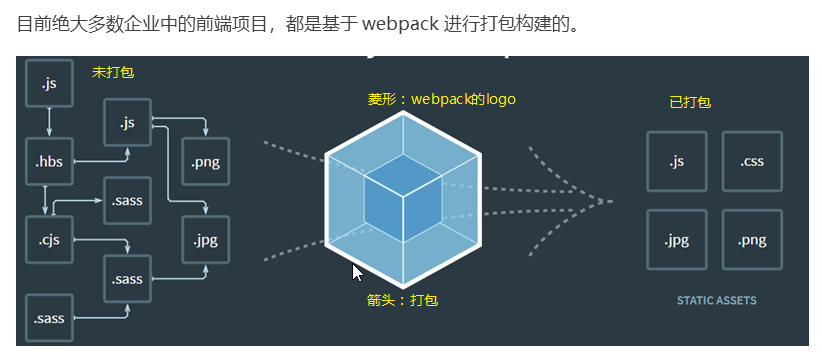 目前绝大多数企业中的前端项目，都是基于 webpack 进行打包构建的。
未打包
菱形：webpack的logo
已打包
.js
.js
.hbs
.png
.sass
.cjs
.jpg
.sass
.sass
.js
.css
.jpg
.png
箭头：打包
STATIC ASSETS